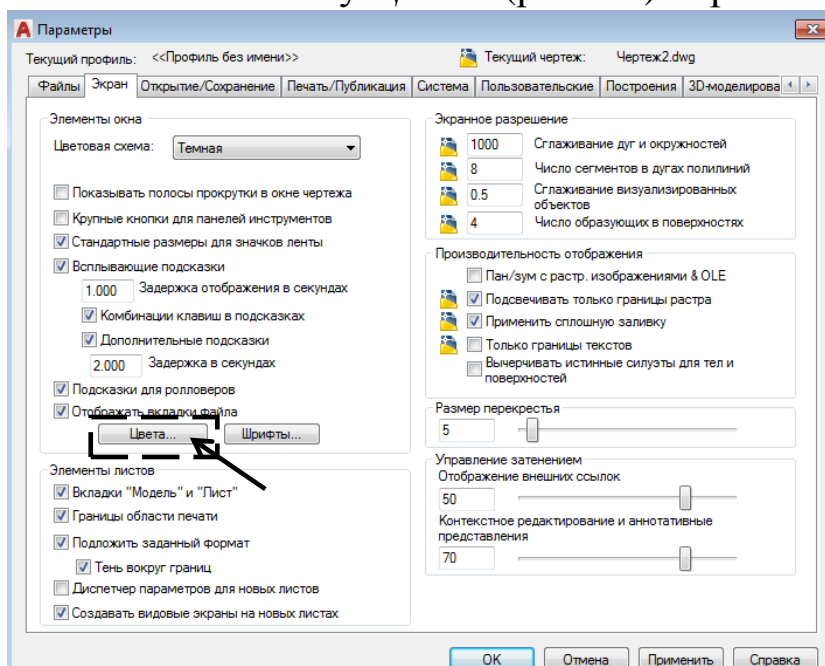 Параметры
Текущий профиль: <<Профиль без имени>> Текущий чертеж: Чертеж2.dwg
Файлы Экран Открытие/Сохранение Печать/Публикация Система Пользовательские Построения 3D-моделирова
Элементы окна
Цветовая схема: Темная
Показывать полосы прокрутки в окне чертежа
Крупные кнопки для панелей инструментов
Стандартные размеры для значков ленты
Всплывающие подсказки
1.000 Задержка отображения в секундах
Комбинации клавиш в подсказках
Дополнительные подсказки
2.000 Задержка в секундах
Подсказки для ролловеров
Отображать вкладки файла
Цвета... Шрифты...
Элементы листов
Вкладки "Модель" и "Лист"
Границы области печати
Подложить заданный формат
Тень вокруг границ
Диспетчер параметров для новых листов
Создавать видовые экраны на новых листах
Экранное разрешение
1000 Сглаживание дуг и окружностей
8 Число сегментов в дугах полилиний
0.5 Сглаживание визуализированных
объектов
4 Число образующих в поверхностях
Производительность отображения
Пан/зум с растр. изображениями & OLE
Подсвечивать только границы растра
Применить сплошную заливку
Только границы текстов
Вычерчивать истинные силуэты для тел и
поверхностей
Размер перекрестья
5
Управление затенением
Отображение внешних ссылок
50
Контекстное редактирование и аннотативные
представления
70
OK Отмена Применить Справка